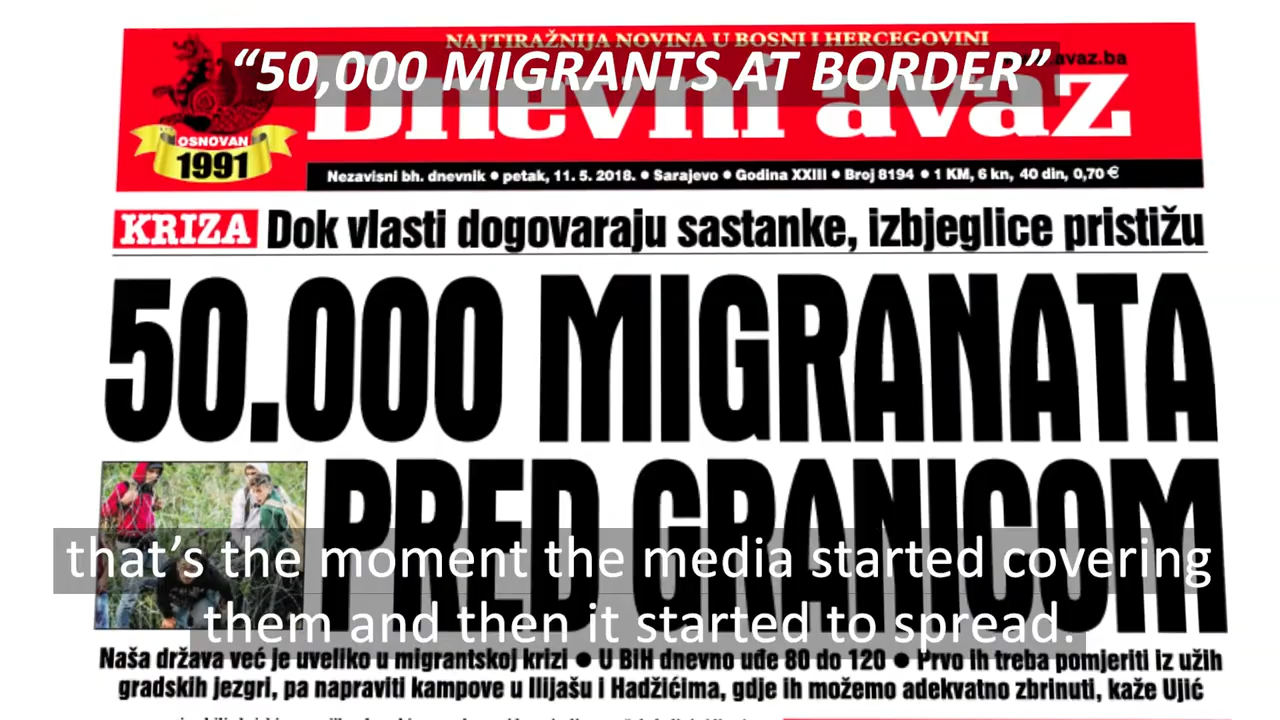 NAJTIRAŽNIJA NOVINA U BOSNI I HERCEGOVINI
“50,000 MIGRANTS AT BORDER”
avaz.ba
Dnevni avaz
OSNOVAN
1991
Nezavisni bh. dnevnik • petak, 11. 5. 2018. • Sarajevo • Godina XXIII • Broj 8194 • 1 KM, 6 kn, 40 din, 0,70 €
KRIZA Dok vlasti dogovaraju sastanke, izbjeglice pristižu
50.000 MIGRANATA
PRED GRANICOM
that’s the moment the media started covering
them and then it started to spread.
Naša država već je uveliko u migrantskoj krizi • U BiH dnevno uđe 80 do 120 • Prvo ih treba pomjeriti iz užih
gradskih jezgri, pa napraviti kampove u Ilijašu i Hadžićima, gdje ih možemo adekvatno zbrinuti, kaže Ujić